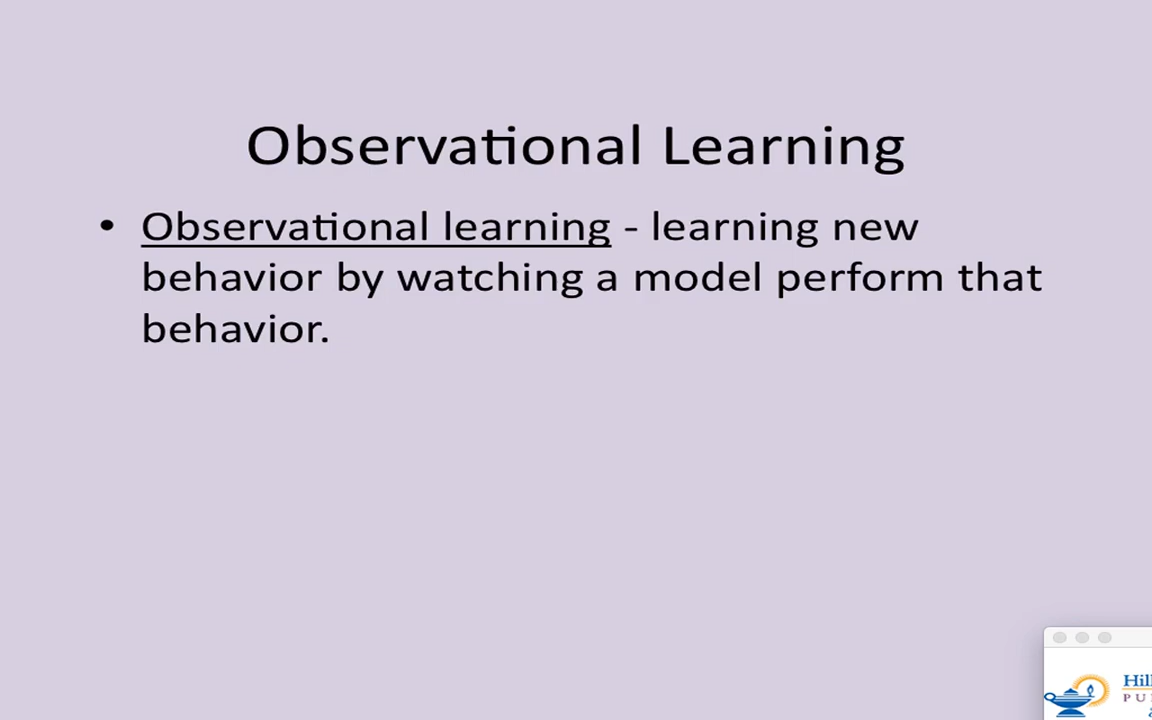 Observational Learning
• Observational learning - learning new
behavior by watching a model perform that
behavior.